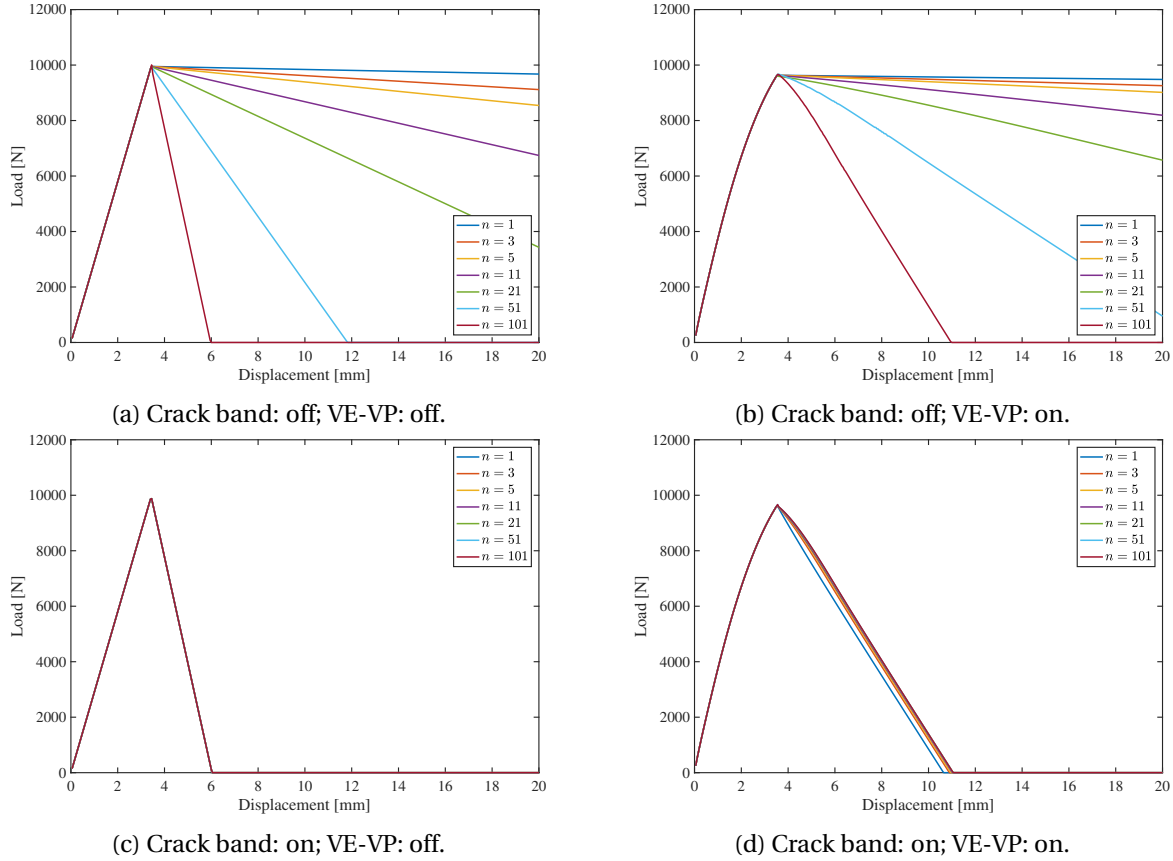 12000
10000
8000
6000
4000
2000
0
Load [N]
0 2 4 6 8 10 12 14 16 18 20
Displacement [mm]
n = 1
n = 3
n = 5
n = 11
n = 21
n = 51
n = 101
(a) Crack band: off; VE-VP: off.
12000
10000
8000
6000
4000
2000
0
Load [N]
0 2 4 6 8 10 12 14 16 18 20
Displacement [mm]
n = 1
n = 3
n = 5
n = 11
n = 21
n = 51
n = 101
(b) Crack band: off; VE-VP: on.
12000
10000
8000
6000
4000
2000
0
Load [N]
0 2 4 6 8 10 12 14 16 18 20
Displacement [mm]
n = 1
n = 3
n = 5
n = 11
n = 21
n = 51
n = 101
(c) Crack band: on; VE-VP: off.
12000
10000
8000
6000
4000
2000
0
Load [N]
0 2 4 6 8 10 12 14 16 18 20
Displacement [mm]
n = 1
n = 3
n = 5
n = 11
n = 21
n = 51
n = 101
(d) Crack band: on; VE-VP: on.